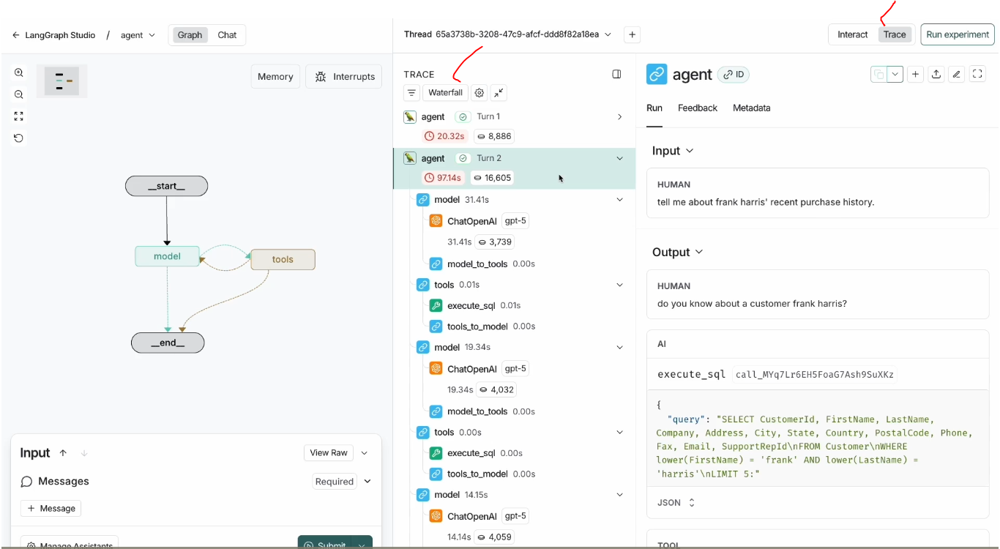 LangGraph Studio / agent Graph Chat
Thread 65a3738b-3208-47c9-afcf-ddd8f82a18ea +
Interact Trace Run experiment
Memory Interrupts
__start__
model
tools
__end__
Input View Raw
Messages Required
+ Message
Manage Assistants Submit
TRACE
Waterfall
agent Turn 1
20.32s 8,886
agent Turn 2
97.14s 16,605
model 31.41s
ChatOpenAI gpt-5
31.41s 3,739
model_to_tools 0.00s
tools 0.01s
execute_sql 0.01s
tools_to_model 0.00s
model 19.34s
ChatOpenAI gpt-5
19.34s 4,032
model_to_tools 0.00s
tools 0.00s
execute_sql 0.00s
tools_to_model 0.00s
model 14.15s
ChatOpenAI gpt-5
14.14s 4,059
agent ID
Run Feedback Metadata
Input
HUMAN
tell me about frank harris' recent purchase history.
Output
HUMAN
do you know about a customer frank harris?
AI
execute_sql call_MYq7Lr6EH5FoaG7Ash9SuXKz
{
"query": "SELECT CustomerId, FirstName, LastName,
Company, Address, City, State, Country, PostalCode, Phone,
Fax, Email, SupportRepId\nFROM Customer\nWHERE
lower(FirstName) = 'frank' AND lower(LastName) =
'harris'\nLIMIT 5;"
JSON
TOOL